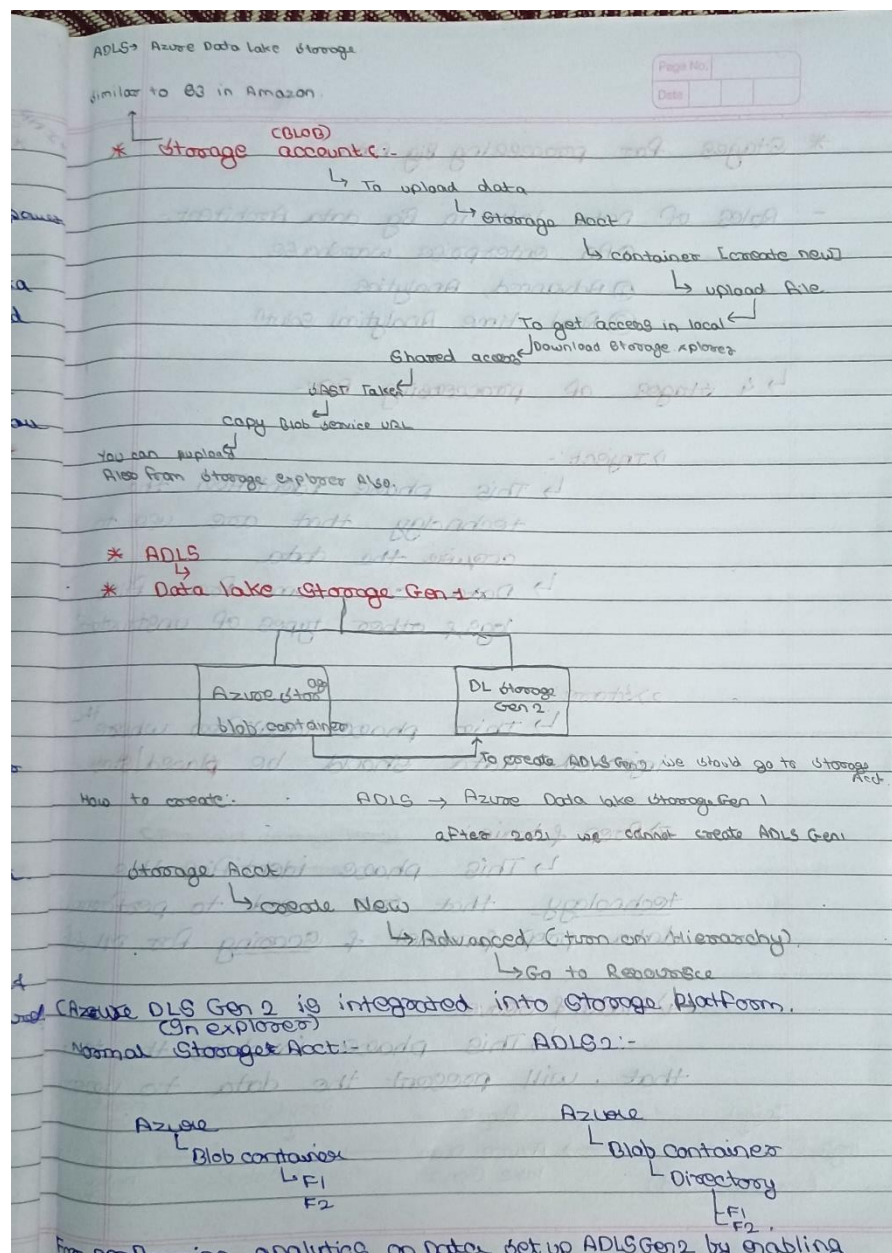 ADLS→ Azure Data lake Storage
Page No.
Date
Similar to S3 in Amazon.
(BLOB)
* Storage accounts:-
↳ To upload data
↳ Storage Acct
↳ container [create new]
↳ upload file
To get access in local
Download Storage xplorer
Shared access
Token
copy Blob service URL
You can
Also from Storage explorer Also.
* ADLS
↳
* Data lake Storage Gen 1
Azure Storage
blob container
DL Storage
Gen 2
To create ADLS Gen2, we should go to Storage
Acct
How to create:. ADLS → Azure Data lake Storage Gen 1
after 2021 we cannot create ADLS Gen1
Storage Acct
↳ create New
↳ Advanced (turn on Hierarchy)
↳ Go to Resource
(Azure DLS Gen 2 is integrated into Storage Platform.
(In explorer)
Normal Storage Acct:- ADLS2:-
Azure Azure
Blob container Blob container
↳ F1 Directory
F2 F1
F2.
analytics on Data, set up ADLS Gen2 by enabling